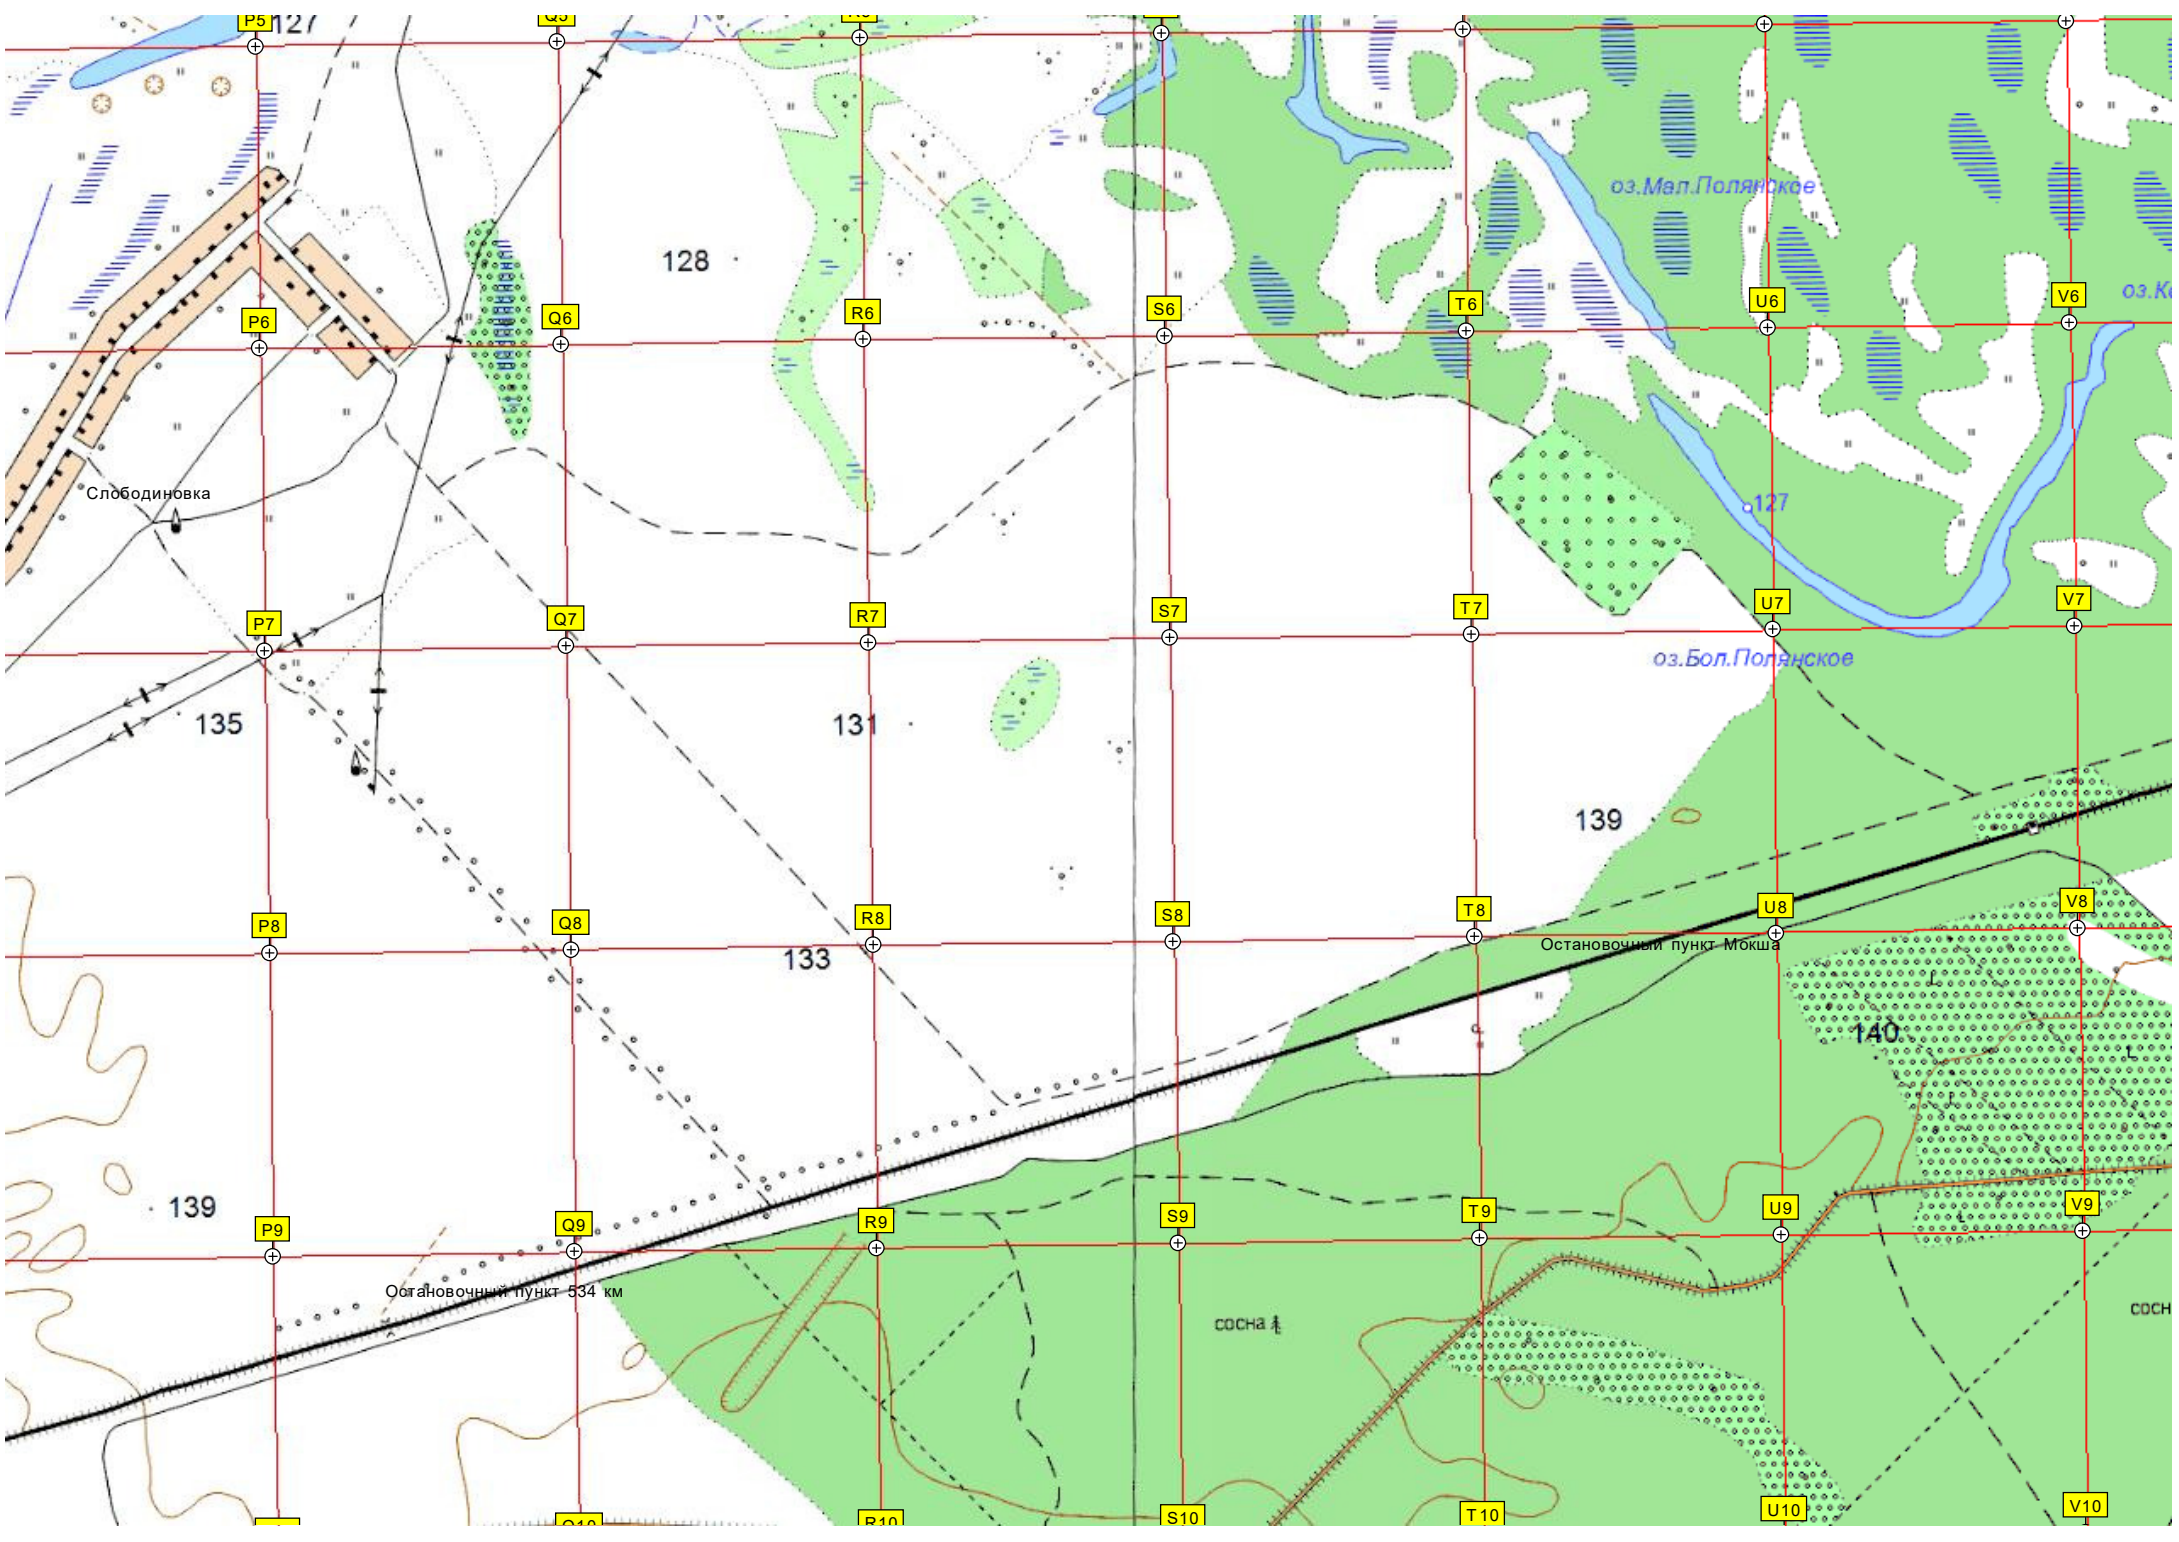 P5
127
Q5
оз.Мал.Полянское
128
оз.К
P6
Q6
R6
S6
T6
U6
V6
Слободиновка
127
P7
Q7
R7
S7
T7
U7
V7
оз.Бол.Полянское
135
131
139
P8
Q8
R8
S8
T8
U8
V8
Остановочный пункт Мокша
133
140
139
P9
Q9
R9
S9
T9
U9
V9
Остановочный пункт 534 км
сосна
сосн
Q10
R10
S10
T10
U10
V10